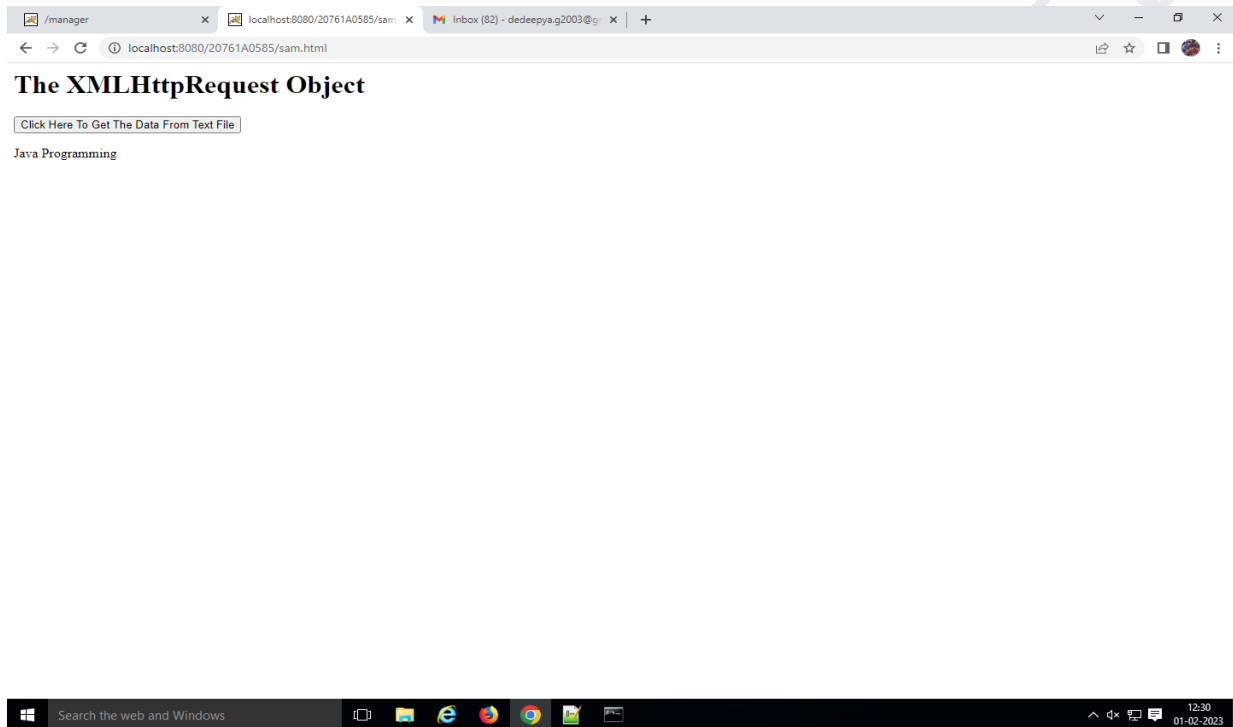 /manager
localhost:8080/20761A0585/sam
Inbox (82) - dedeepya.g2003@g
localhost:8080/20761A0585/sam.html
The XMLHttpRequest Object
Click Here To Get The Data From Text File
Java Programming
Search the web and Windows
12:30
01-02-2023